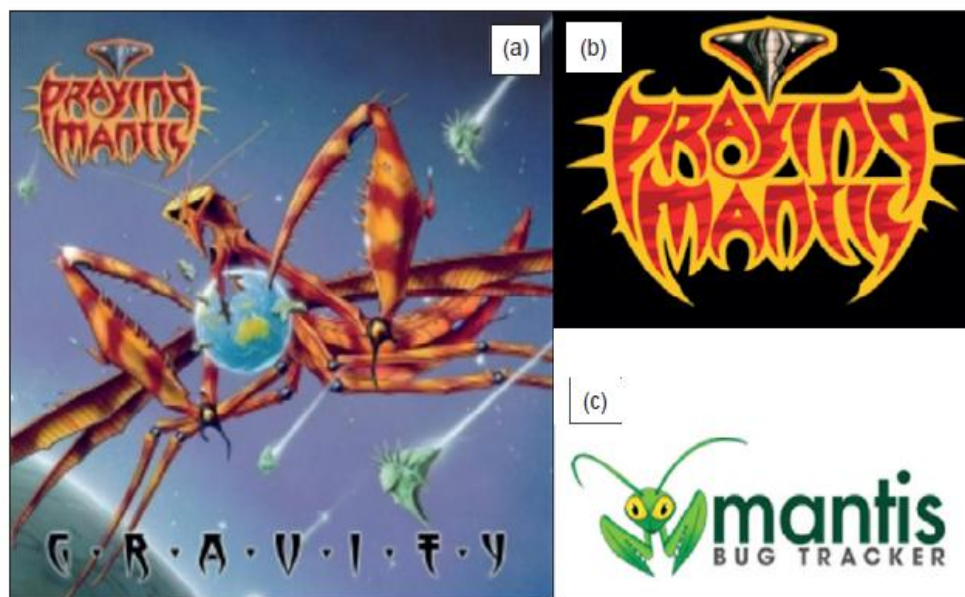 (a)
PRAYING
MANTIS
G·R·A·V·I·T·Y
(b)
PRAYING
MANTIS
(c)
mantis
BUG TRACKER